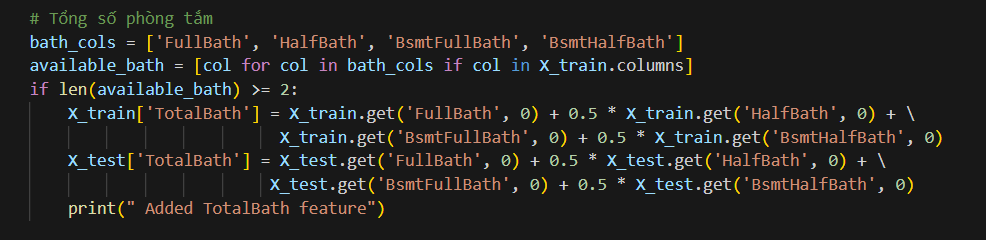 # Tổng số phòng tắm
bath_cols = ['FullBath', 'HalfBath', 'BsmtFullBath', 'BsmtHalfBath']
available_bath = [col for col in bath_cols if col in X_train.columns]
if len(available_bath) >= 2:
X_train['TotalBath'] = X_train.get('FullBath', 0) + 0.5 * X_train.get('HalfBath', 0) + \
X_train.get('BsmtFullBath', 0) + 0.5 * X_train.get('BsmtHalfBath', 0)
X_test['TotalBath'] = X_test.get('FullBath', 0) + 0.5 * X_test.get('HalfBath', 0) + \
X_test.get('BsmtFullBath', 0) + 0.5 * X_test.get('BsmtHalfBath', 0)
print(" Added TotalBath feature")